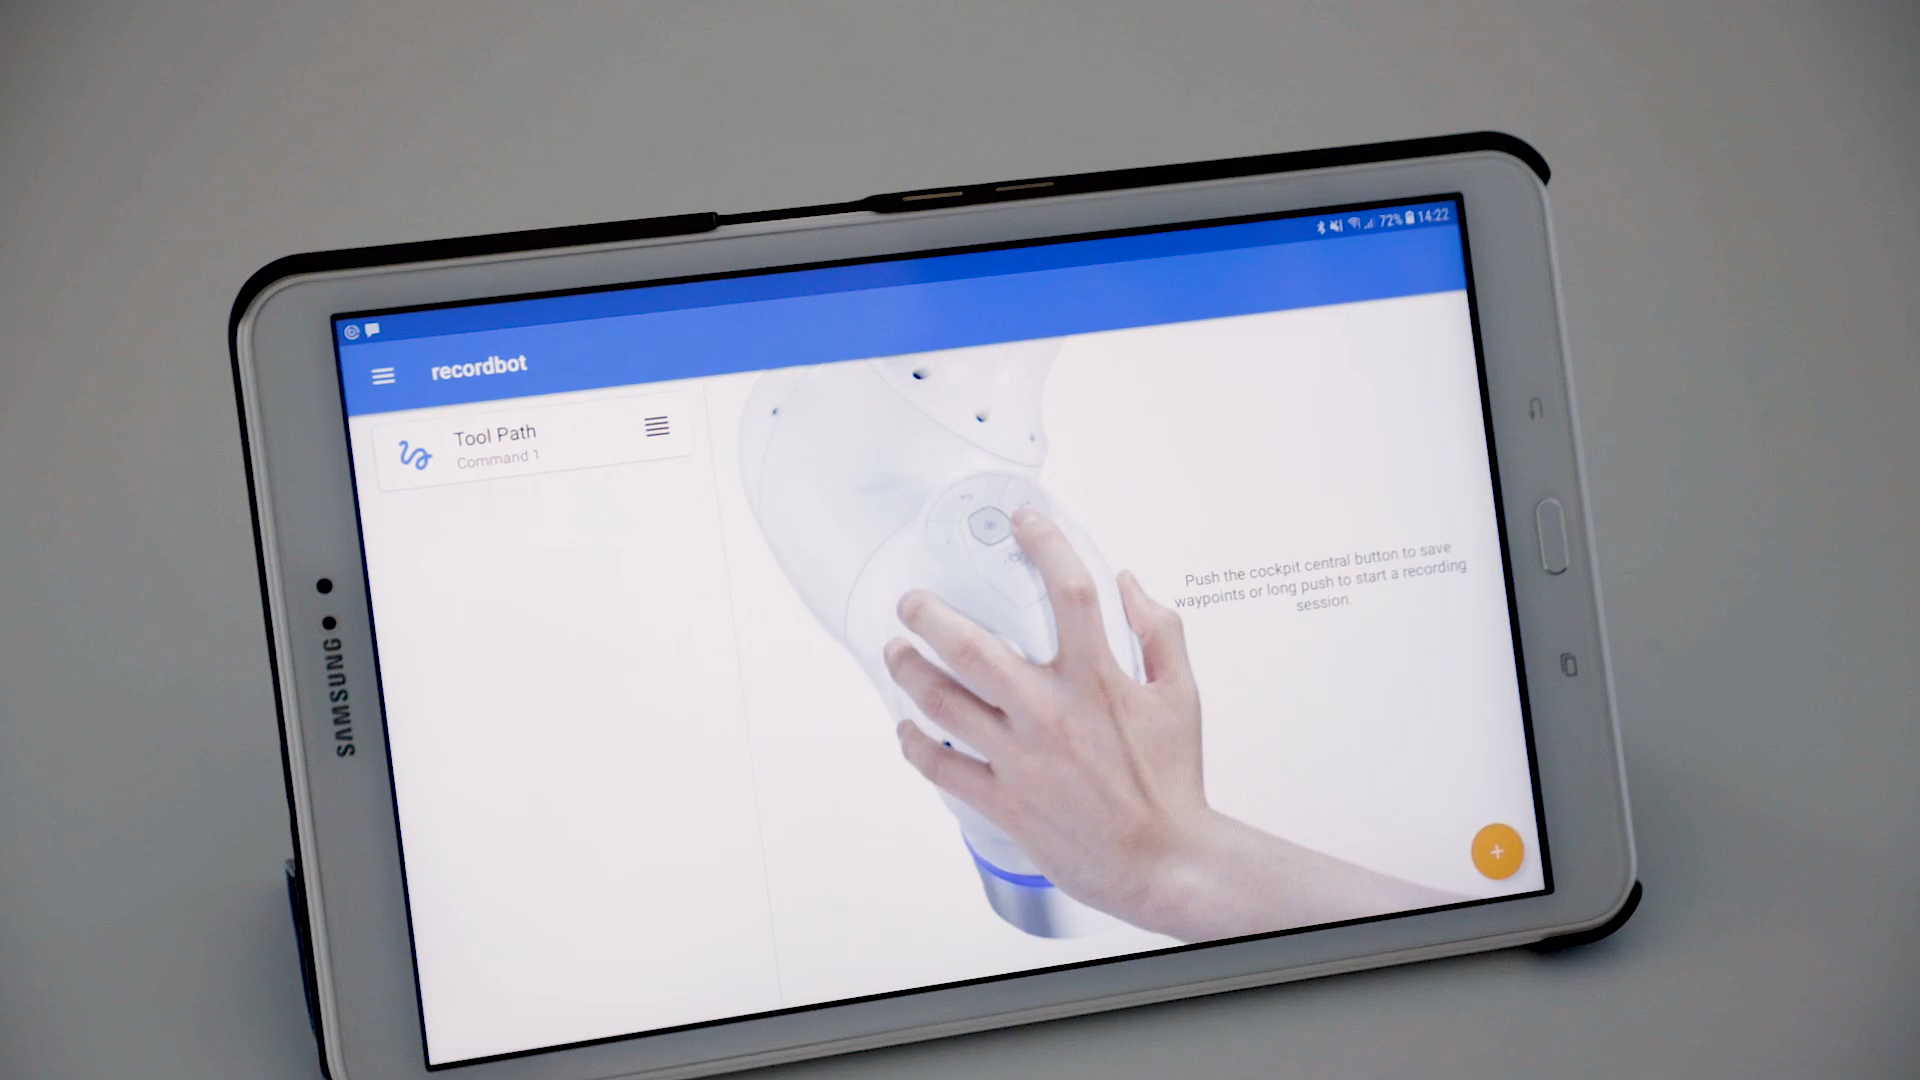 72% 14:22
recordbot
Tool Path
Command 1
Push the cockpit central button to save
waypoints or long push to start a recording
session.
SAMSUNG